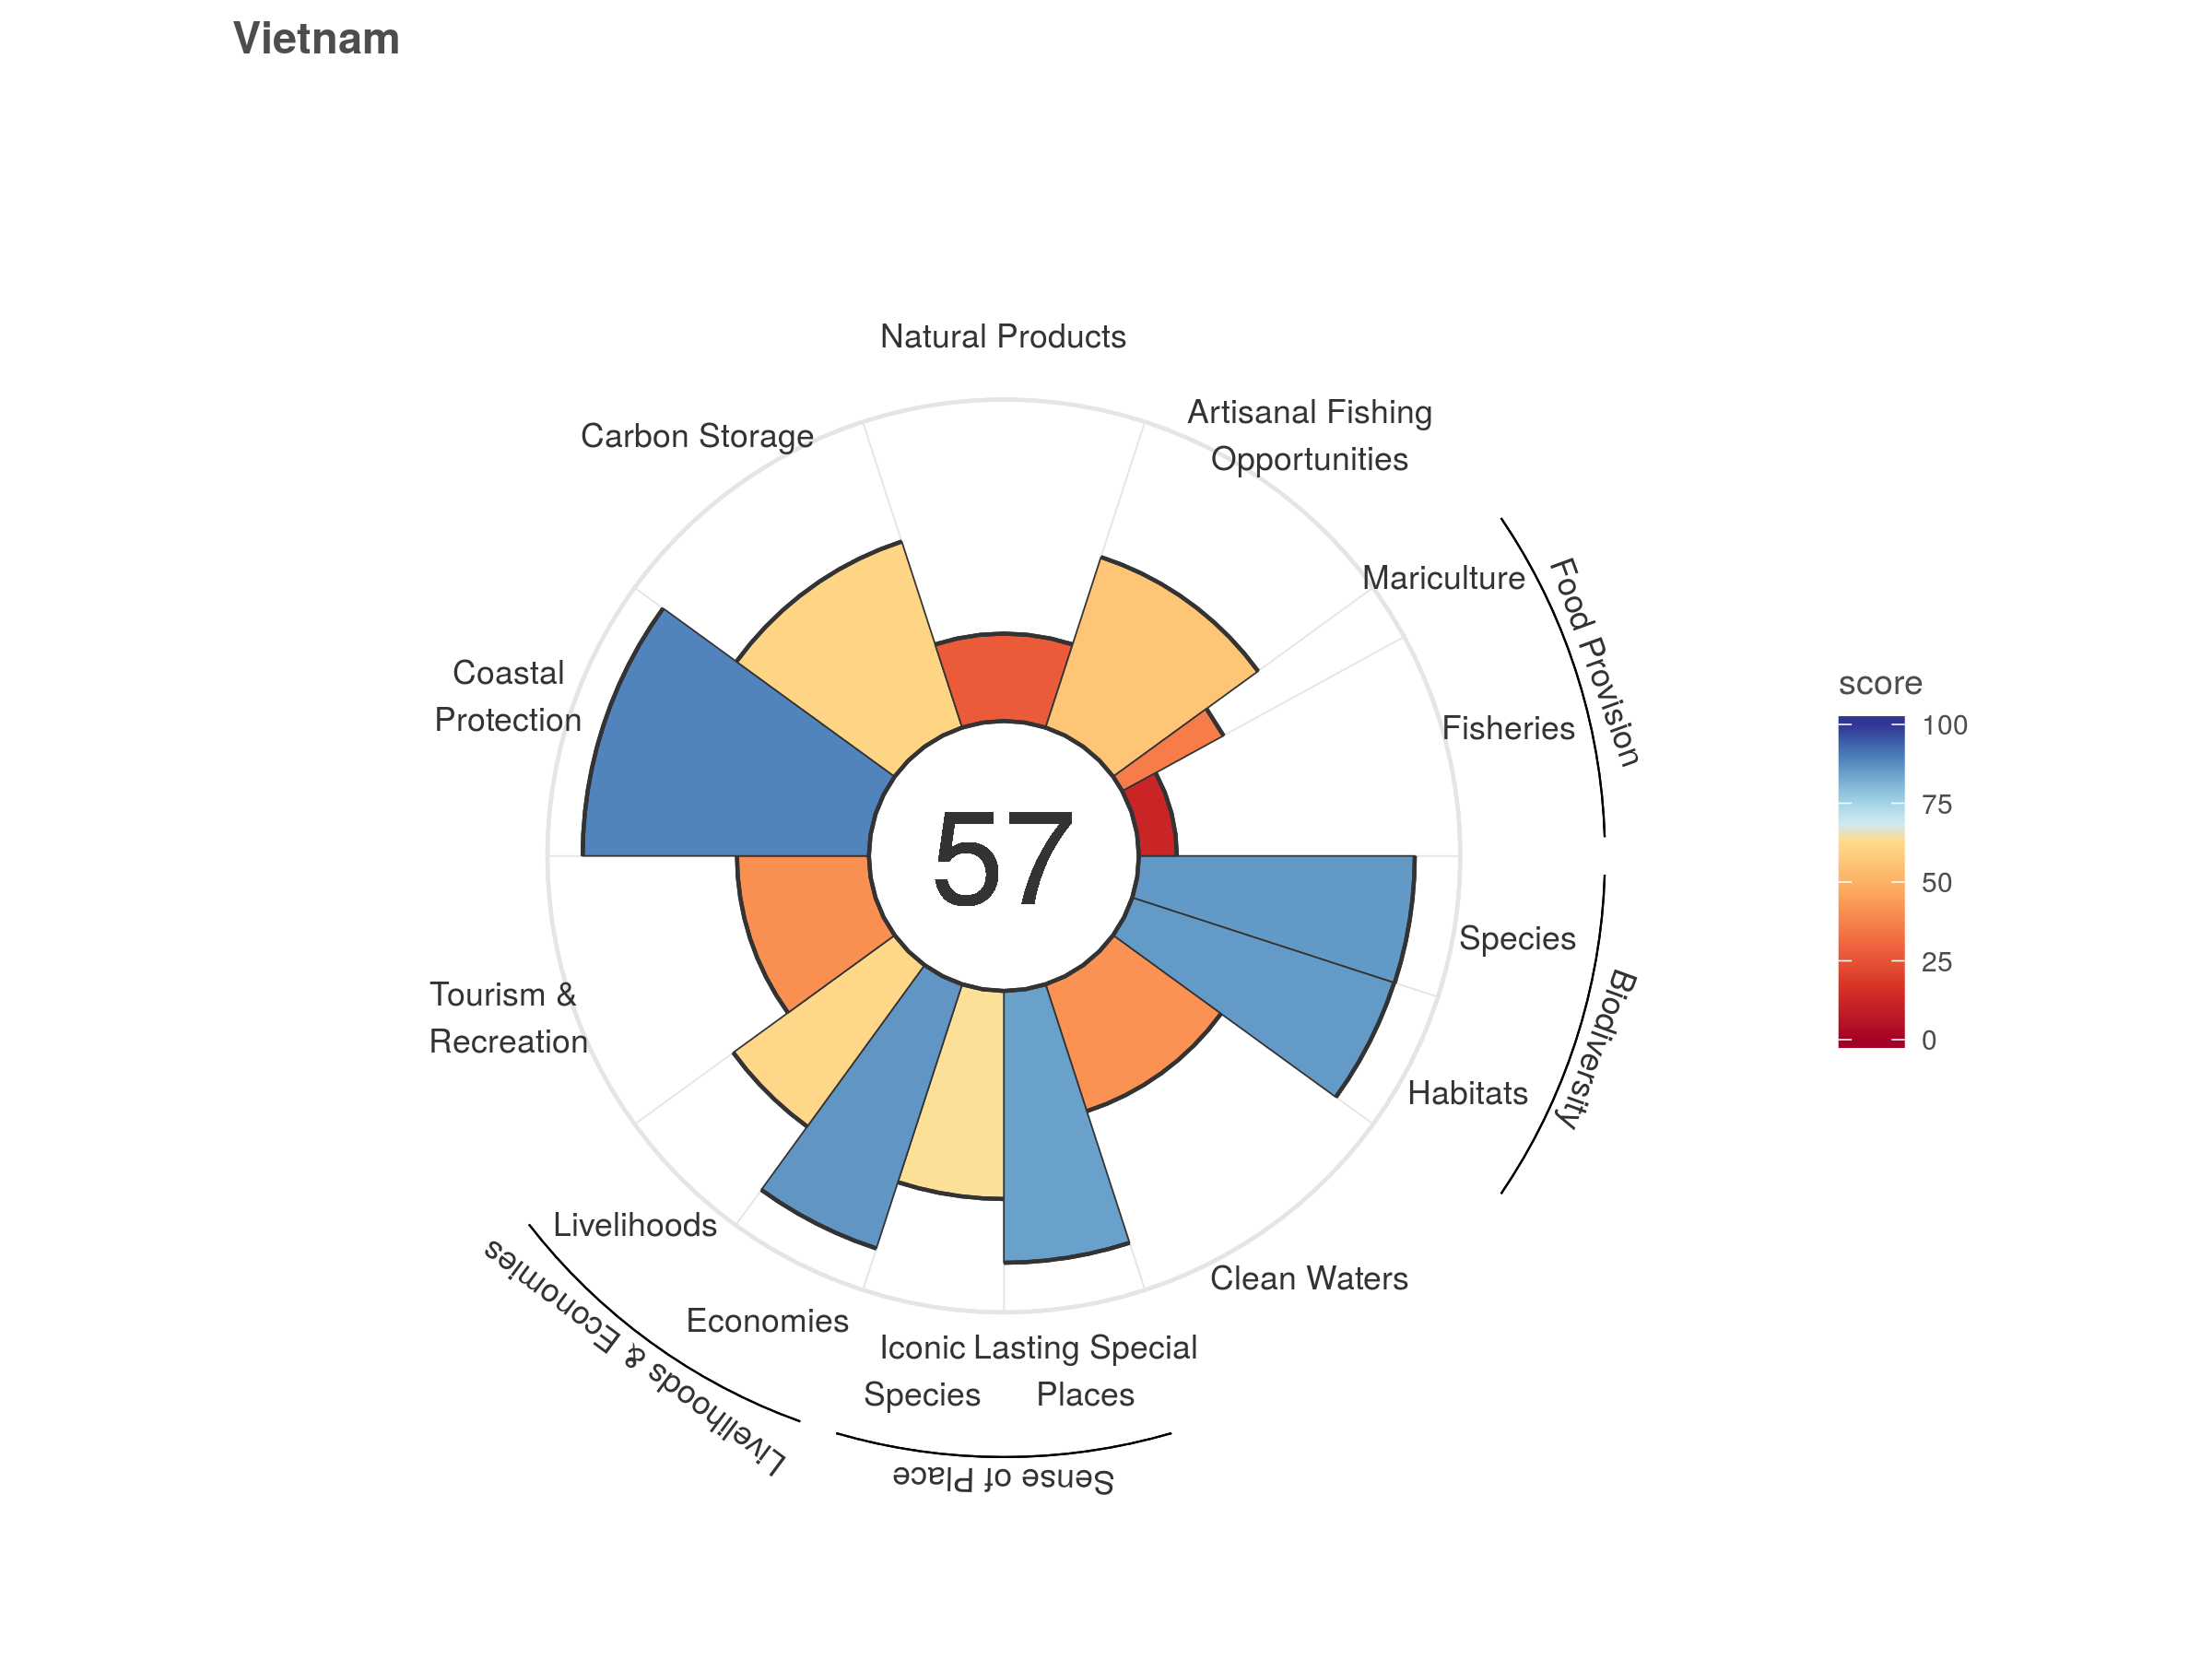 Vietnam
Natural Products
Artisanal Fishing
Opportunities
Carbon Storage
Mariculture
Food Provision
Fisheries
Coastal
Protection
57
score
100
75
50
25
0
Species
Biodiversity
Habitats
Tourism &
Recreation
Livelihoods
Livelihoods & Economies
Economies
Clean Waters
Iconic
Species
Lasting Special
Places
Sense of Place